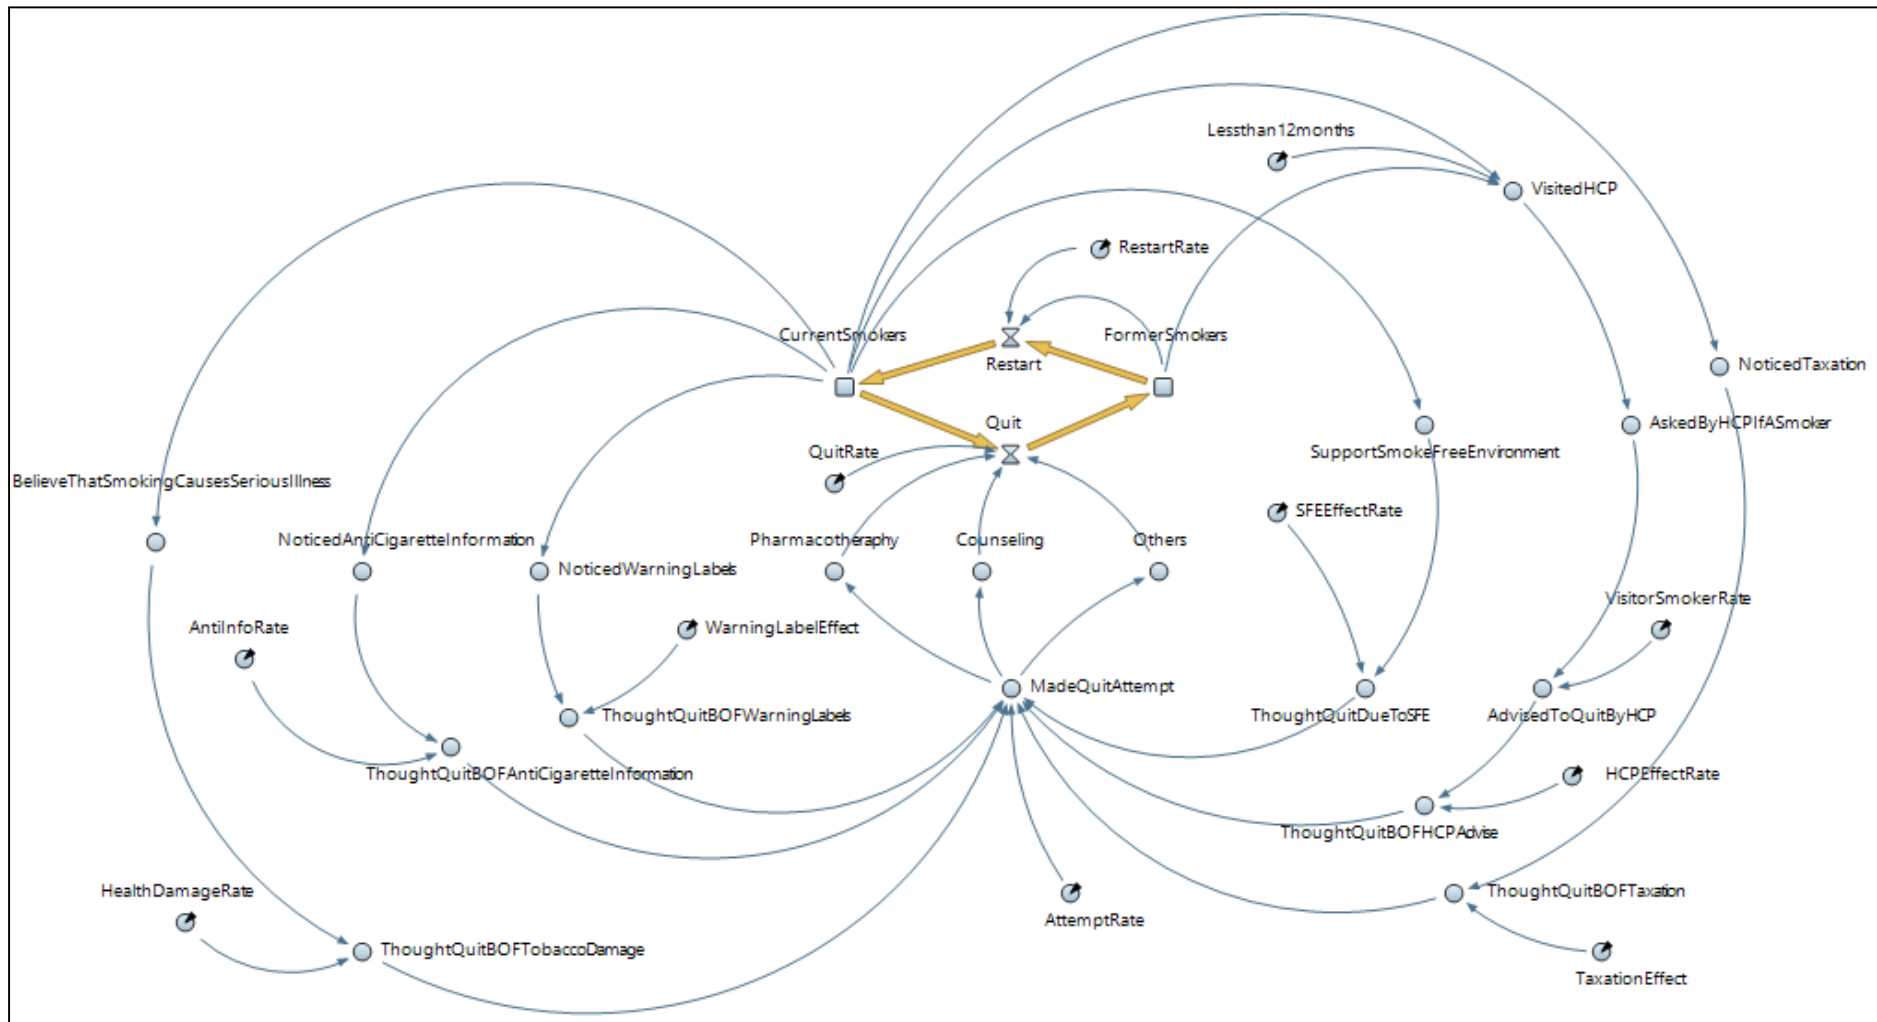 Lessthan12months
VisitedHCP
RestartRate
CurrentSmokers
FormerSmokers
Restart
NoticedTaxation
Quit
AskedByHCPIfASmoker
QuitRate
SupportSmokeFreeEnvironment
BelieveThatSmokingCausesSeriousIllness
SFEEffectRate
NoticedAntiCigaretteInformation
Pharmacotheraphy
Counseling
Others
NoticedWarningLabels
VisitorSmokerRate
AntiInfoRate
WarningLabelEffect
MadeQuitAttempt
ThoughtQuitBOFWarningLabels
ThoughtQuitDueToSFE
AdvisedToQuitByHCP
ThoughtQuitBOFAntiCigaretteInformation
HCPEffectRate
ThoughtQuitBOFHCPAdvise
HealthDamageRate
ThoughtQuitBOFTaxation
AttemptRate
ThoughtQuitBOFTobaccoDamage
TaxationEffect